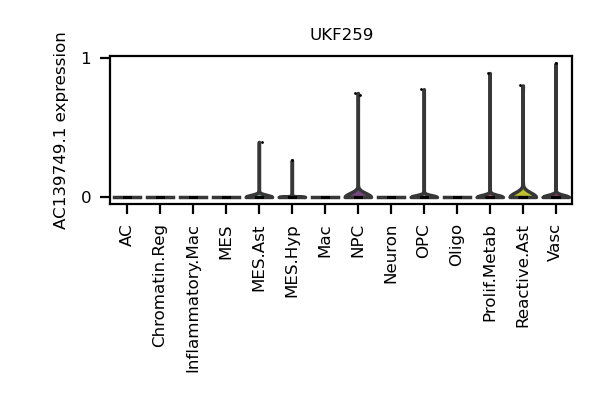 UKF259
AC139749.1 expression
1
0
AC
Chromatin.Reg
Inflammatory.Mac
MES
MES.Ast
MES.Hyp
Mac
NPC
Neuron
OPC
Oligo
Prolif.Metab
Reactive.Ast
Vasc